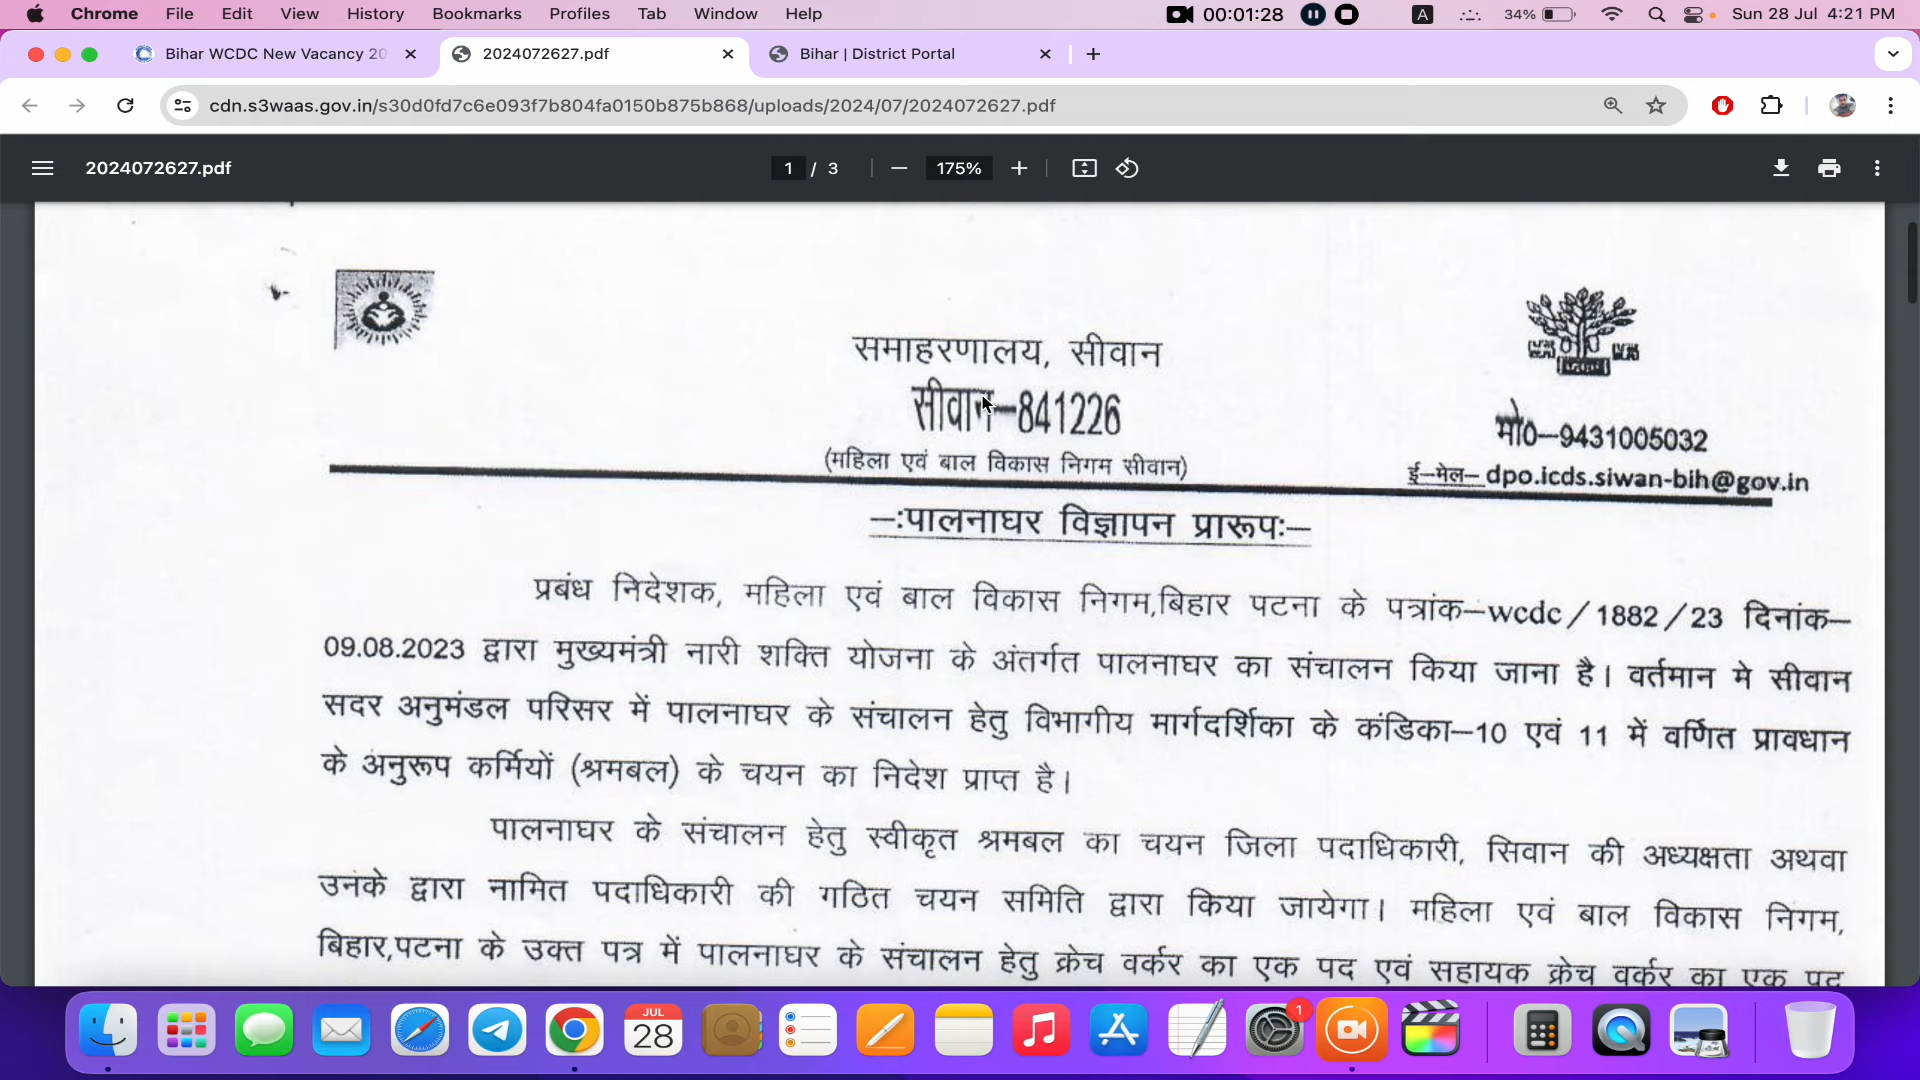 Chrome File Edit View History Bookmarks Profiles Tab Window Help 00:01:28 A 34% Sun 28 Jul 4:21 PM
Bihar WCDC New Vacancy 20 2024072627.pdf Bihar | District Portal
cdn.s3waas.gov.in/s30d0fd7c6e093f7b804fa0150b875b868/uploads/2024/07/2024072627.pdf
2024072627.pdf 1 / 3 175%
समाहरणालय, सीवान
सीवान–841226
(महिला एवं बाल विकास निगम सीवान)
मो0–9431005032
ई–मेल– dpo.icds.siwan-bih@gov.in
–:पालनाघर विज्ञापन प्रारूपः–
प्रबंध निदेशक, महिला एवं बाल विकास निगम,बिहार पटना के पत्रांक–wcdc/1882/23 दिनांक–
09.08.2023 द्वारा मुख्यमंत्री नारी शक्ति योजना के अंतर्गत पालनाघर का संचालन किया जाना है। वर्तमान मे सीवान
सदर अनुमंडल परिसर में पालनाघर के संचालन हेतु विभागीय मार्गदर्शिका के कंडिका–10 एवं 11 में वर्णित प्रावधान
के अनुरूप कर्मियों (श्रमबल) के चयन का निदेश प्राप्त है।
पालनाघर के संचालन हेतु स्वीकृत श्रमबल का चयन जिला पदाधिकारी, सिवान की अध्यक्षता अथवा
उनके द्वारा नामित पदाधिकारी की गठित चयन समिति द्वारा किया जायेगा। महिला एवं बाल विकास निगम,
बिहार,पटना के उक्त पत्र में पालनाघर के संचालन हेतु क्रेच वर्कर का एक पद एवं सहायक क्रेच वर्कर का एक पद
JUL
28
1